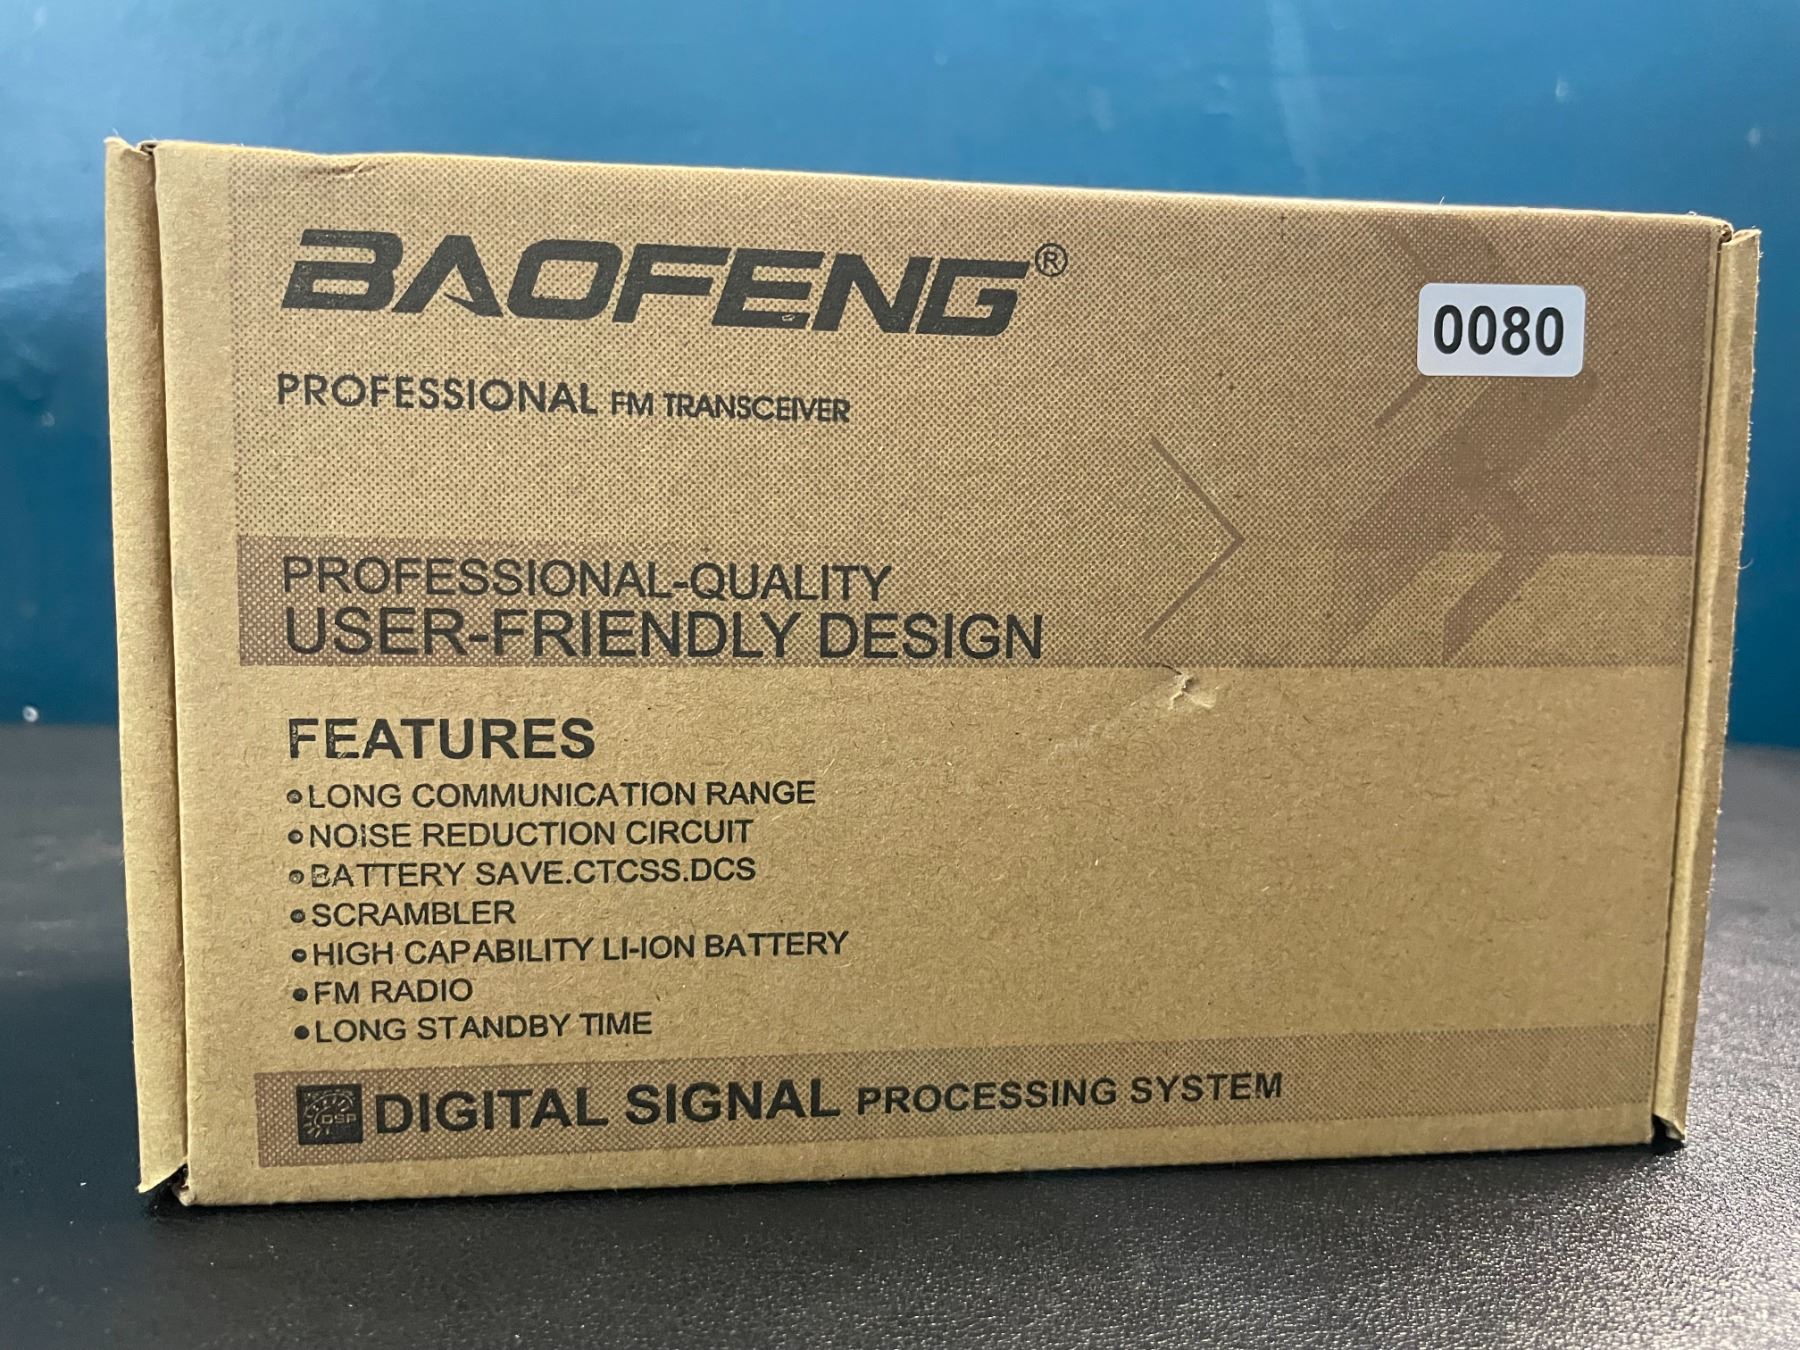 BAOFENG®
0080
PROFESSIONAL FM TRANSCEIVER
PROFESSIONAL-QUALITY
USER-FRIENDLY DESIGN
FEATURES
•LONG COMMUNICATION RANGE
•NOISE REDUCTION CIRCUIT
•BATTERY SAVE.CTCSS.DCS
•SCRAMBLER
•HIGH CAPABILITY LI-ION BATTERY
•FM RADIO
•LONG STANDBY TIME
DSP DIGITAL SIGNAL PROCESSING SYSTEM